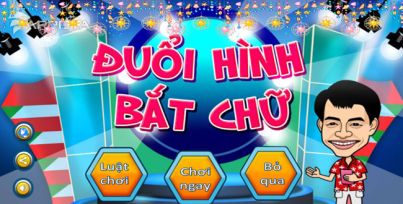 ĐUỔI HÌNH
BẮT CHỮ
Luật
chơi
Chơi
ngay
Bỏ
qua